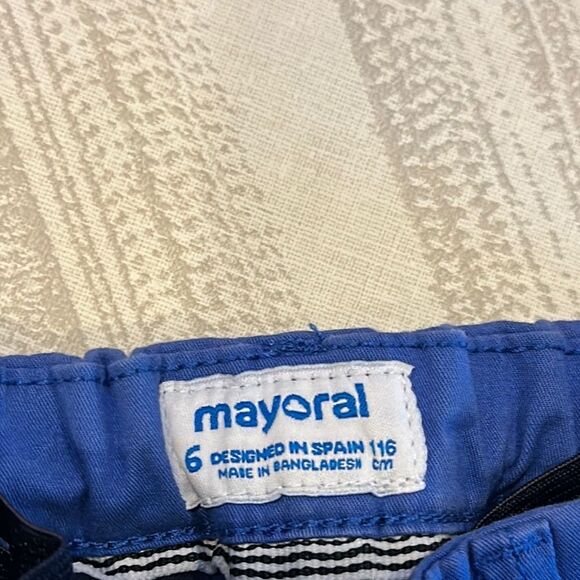 mayoral
6 DESIGNED IN SPAIN 116
MADE IN BANGLADESH cm